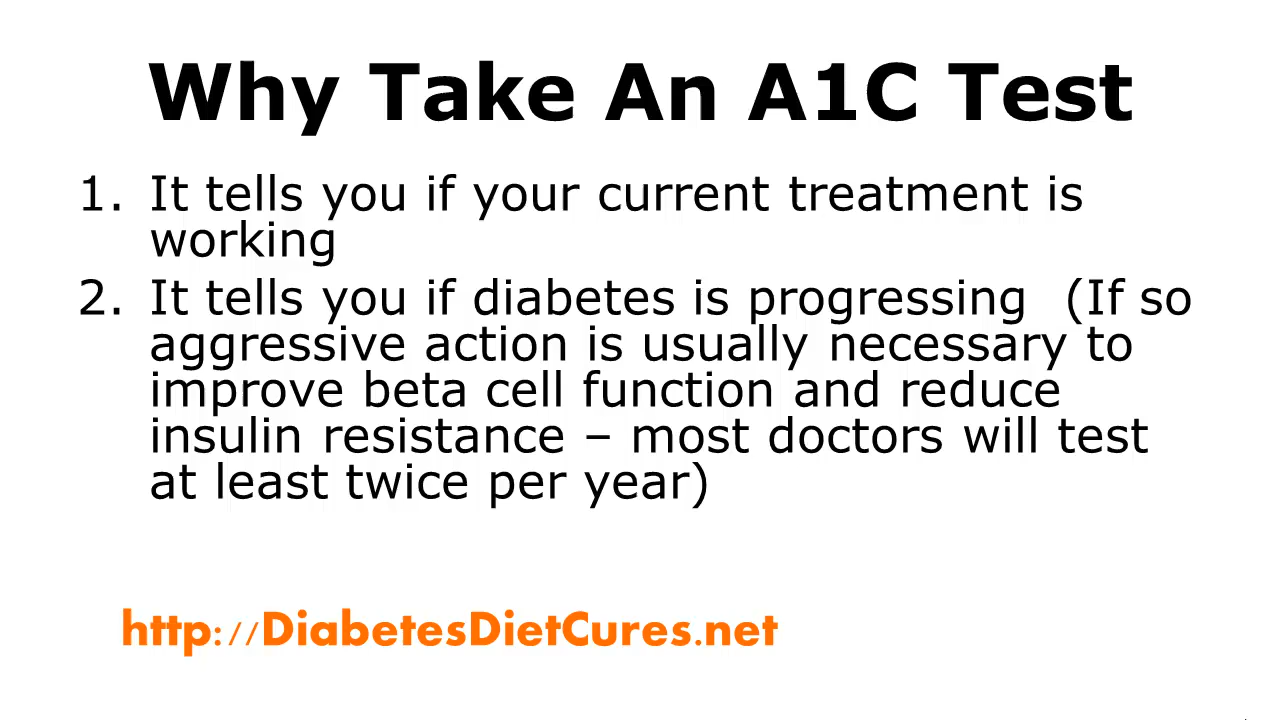 Why Take An A1C Test
1. It tells you if your current treatment is
working
2. It tells you if diabetes is progressing (If so
aggressive action is usually necessary to
improve beta cell function and reduce
insulin resistance – most doctors will test
at least twice per year)
http://DiabetesDietCures.net